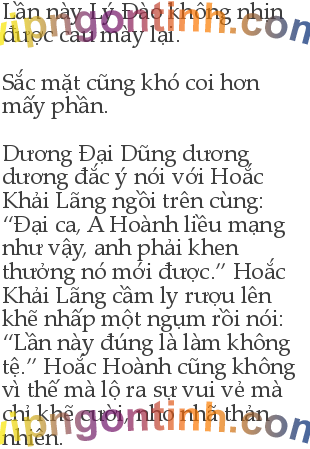 Lần này Lý Đào không nhịn
được cau mày lại.
Sắc mặt cũng khó coi hơn
mấy phần.
Dương Đại Dũng dương
dương đắc ý nói với Hoắc
Khải Lãng ngồi trên cùng:
“Đại ca, A Hoành liều mạng
như vậy, anh phải khen
thưởng nó mới được.” Hoắc
Khải Lãng cầm ly rượu lên
khẽ nhấp một ngụm rồi nói:
“Lần này đúng là làm không
tệ.” Hoắc Hoành cũng không
vì thế mà lộ ra sự vui vẻ mà
chỉ khẽ cười, nho nhã thản
nhiên.
vipngontinh.com
vipngontinh.com